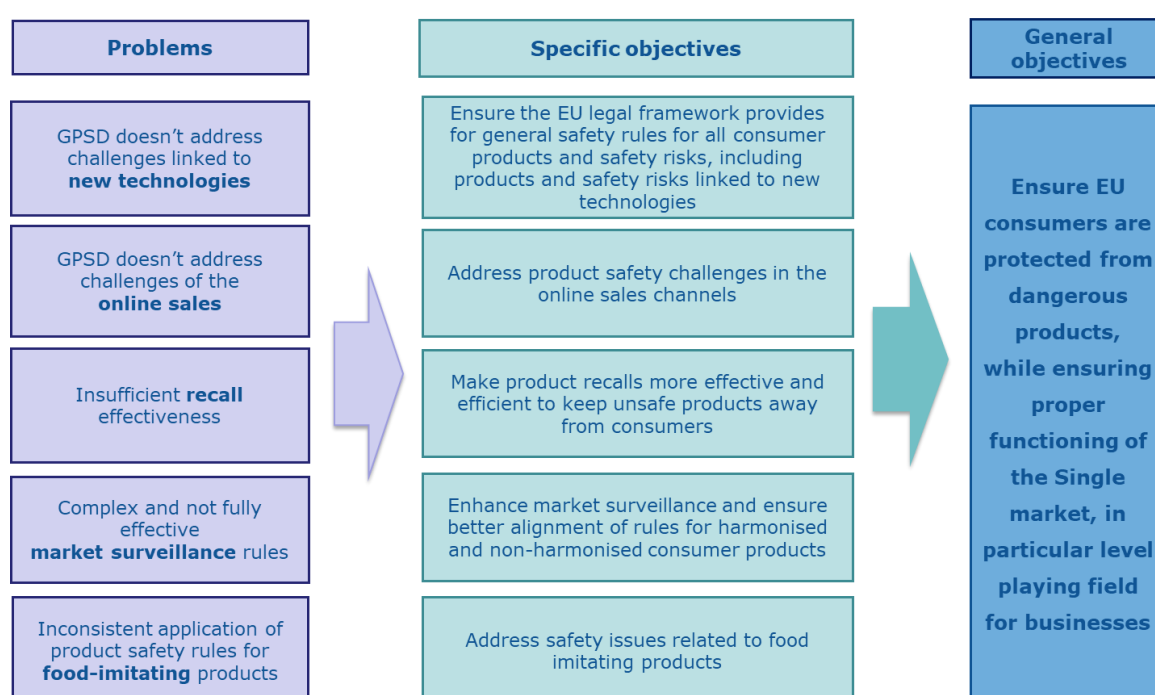 Problems
Specific objectives
General
objectives
GPSD doesn’t address
challenges linked to
new technologies
Ensure the EU legal framework provides
for general safety rules for all consumer
products and safety risks, including
products and safety risks linked to new
technologies
GPSD doesn’t address
challenges of the
online sales
Address product safety challenges in the
online sales channels
Insufficient recall
effectiveness
Make product recalls more effective and
efficient to keep unsafe products away
from consumers
Complex and not fully
effective
market surveillance rules
Enhance market surveillance and ensure
better alignment of rules for harmonised
and non-harmonised consumer products
Inconsistent application of
product safety rules for
food-imitating products
Address safety issues related to food
imitating products
Ensure EU
consumers are
protected from
dangerous
products,
while ensuring
proper
functioning of
the Single
market, in
particular level
playing field
for businesses